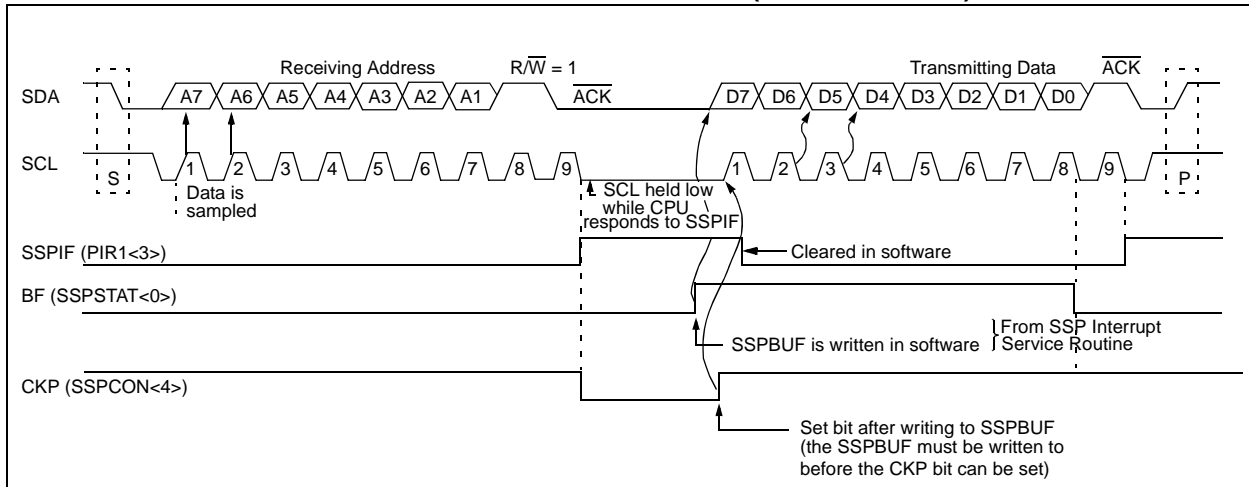 Receiving Address R/W = 1 Transmitting Data ACK
SDA A7 A6 A5 A4 A3 A2 A1 ACK D7 D6 D5 D4 D3 D2 D1 D0
SCL 1 2 3 4 5 6 7 8 9 1 2 3 4 5 6 7 8 9
S P
Data is
sampled
SCL held low
while CPU
responds to SSPIF
SSPIF (PIR1<3>)
Cleared in software
BF (SSPSTAT<0>)
SSPBUF is written in software
From SSP Interrupt
Service Routine
CKP (SSPCON<4>)
Set bit after writing to SSPBUF
(the SSPBUF must be written to
before the CKP bit can be set)